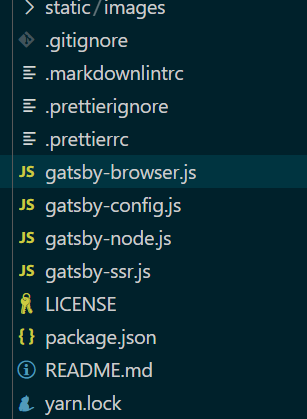 static/images
.gitignore
.markdownlintrc
.prettierignore
.prettierrc
JS gatsby-browser.js
JS gatsby-config.js
JS gatsby-node.js
JS gatsby-ssr.js
LICENSE
{} package.json
README.md
yarn.lock